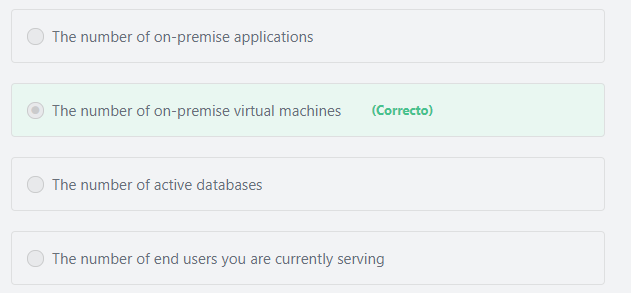 The number of on-premise applications
The number of on-premise virtual machines (Correcto)
The number of active databases
The number of end users you are currently serving